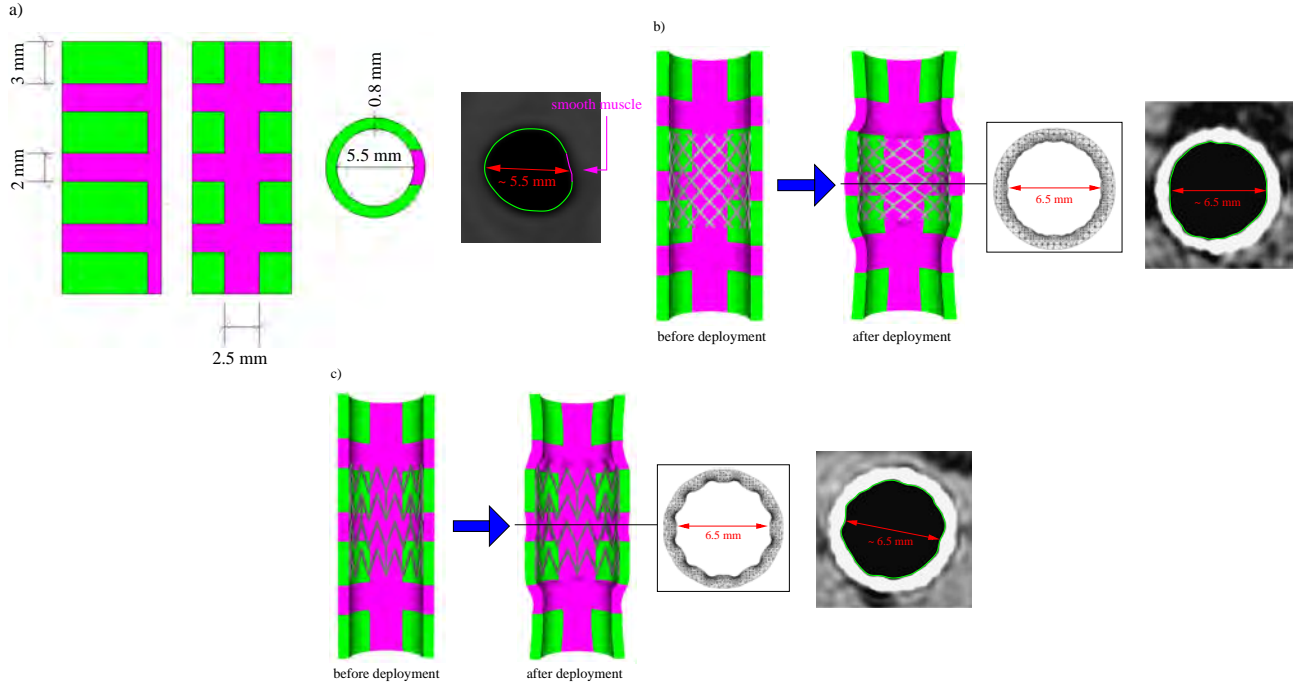 a)
3 mm
2 mm
2.5 mm
0.8 mm
5.5 mm
smooth muscle
~ 5.5 mm
b)
before deployment
after deployment
6.5 mm
~ 6.5 mm
c)
before deployment
after deployment
6.5 mm
~ 6.5 mm